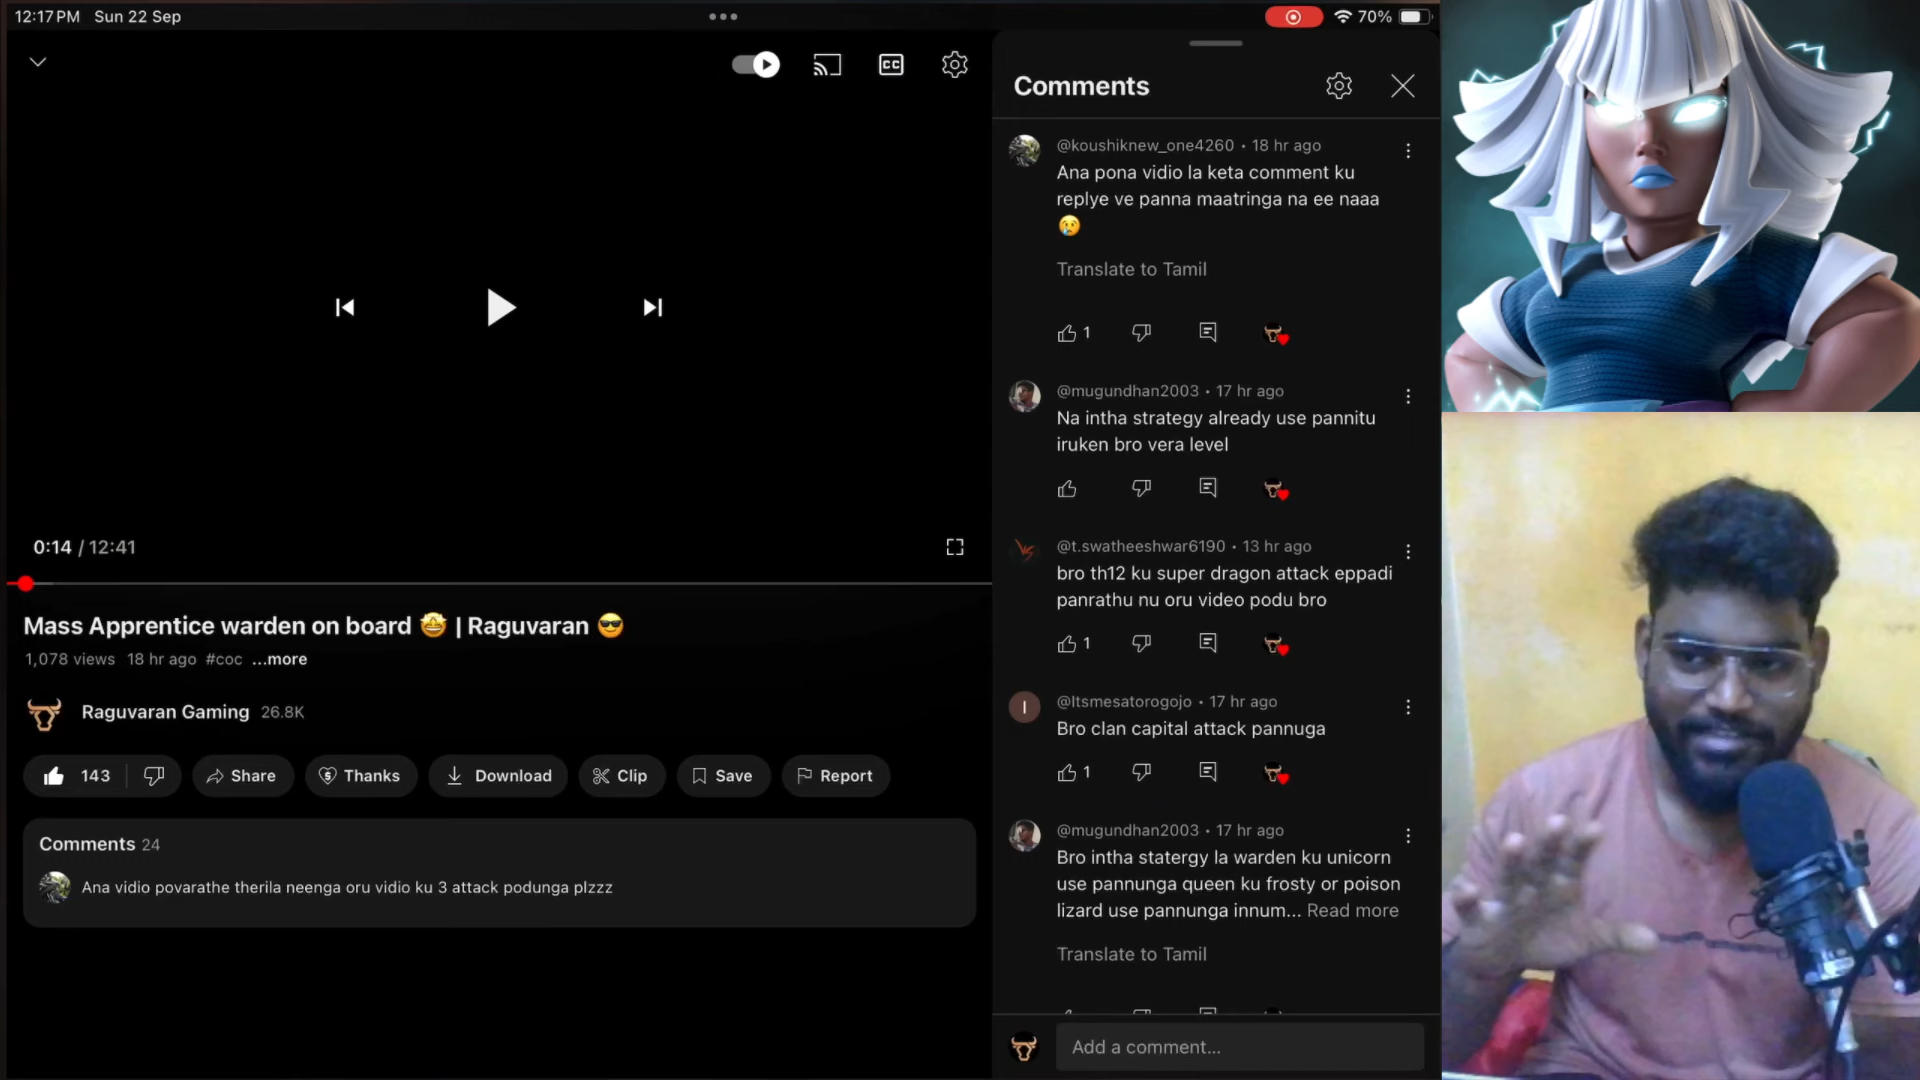 12:17 PM Sun 22 Sep
70%
CC
0:14 / 12:41
Mass Apprentice warden on board 🤩 | Raguvaran 😎
1,078 views 18 hr ago #coc ...more
Raguvaran Gaming 26.8K
143
Share
Thanks
Download
Clip
Save
Report
Comments 24
Ana vidio povarathe therila neenga oru vidio ku 3 attack podunga plzzz
Comments
@koushiknew_one4260 • 18 hr ago
Ana pona vidio la keta comment ku
replye ve panna maatringa na ee naaa
😢
Translate to Tamil
1
@mugundhan2003 • 17 hr ago
Na intha strategy already use pannitu
iruken bro vera level
VS
@t.swatheeshwar6190 • 13 hr ago
bro th12 ku super dragon attack eppadi
panrathu nu oru video podu bro
1
I
@Itsmesatorogojo • 17 hr ago
Bro clan capital attack pannuga
1
@mugundhan2003 • 17 hr ago
Bro intha statergy la warden ku unicorn
use pannunga queen ku frosty or poison
lizard use pannunga innum... Read more
Translate to Tamil
Add a comment...